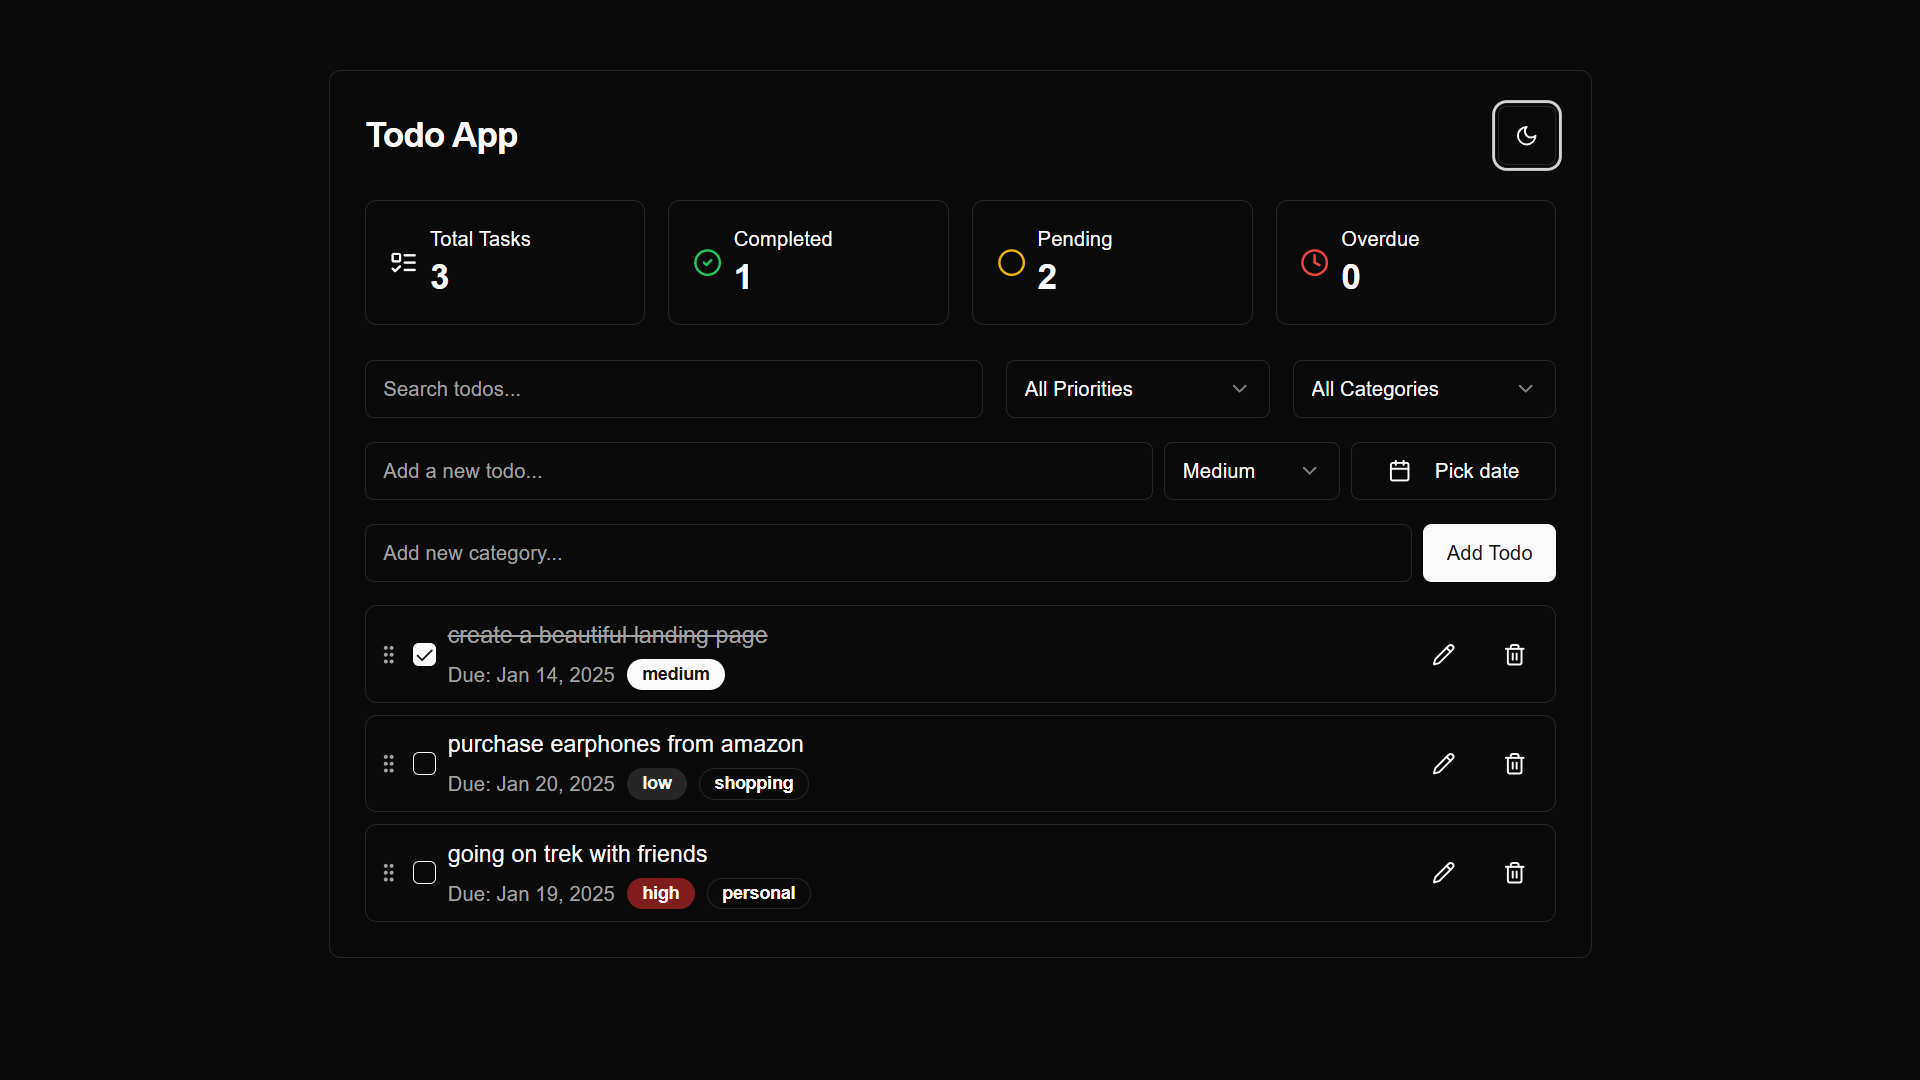 Todo App
Total Tasks
3
Completed
1
Pending
2
Overdue
0
Search todos...
All Priorities
All Categories
Add a new todo...
Medium
Pick date
Add new category...
Add Todo
create a beautiful landing page
Due: Jan 14, 2025 medium
purchase earphones from amazon
Due: Jan 20, 2025 low shopping
going on trek with friends
Due: Jan 19, 2025 high personal